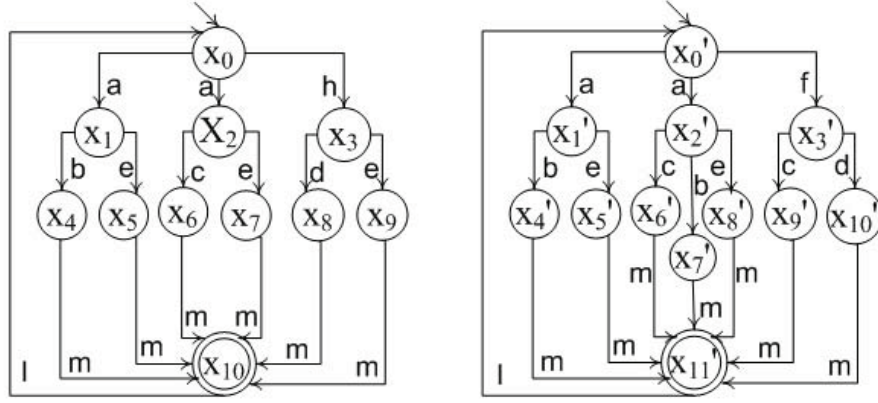 x0 x0'
a a h a a f
x1 X2 x3 x1' x2' x3'
b e c e d e b e c b e c d
x4 x5 x6 x7 x8 x9 x4' x5' x6' x8' x9' x10'
x7'
m m
m m m
m m m m m m
l m m l m m
x10 x11'